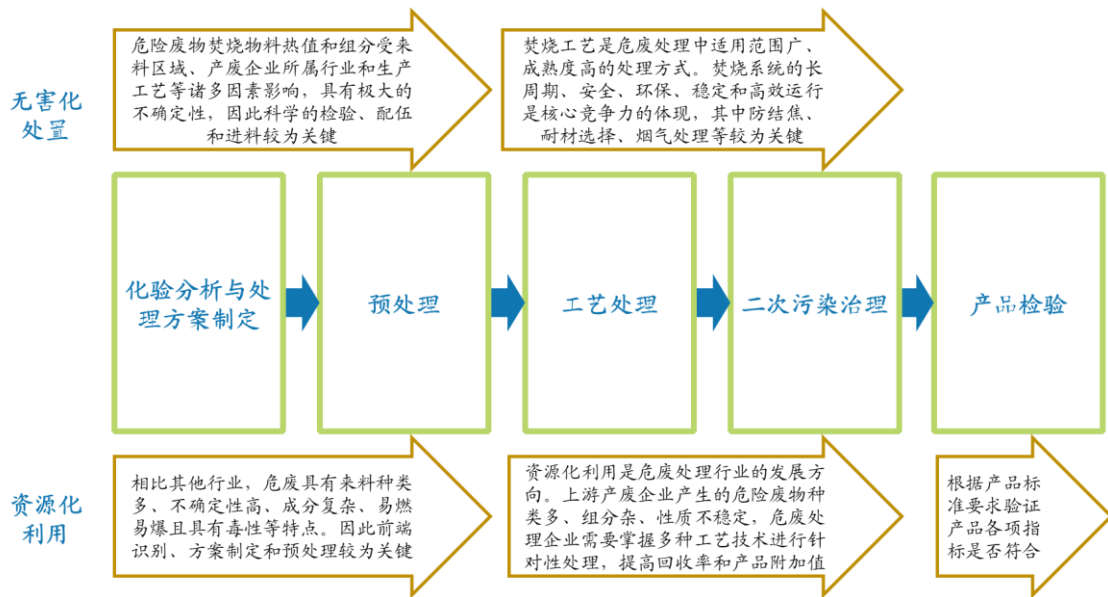 危险废物焚烧物料热值和组分受来
料区域、产废企业所属行业和生产
工艺等诸多因素影响，具有极大的
不确定性，因此科学的检验、配伍
和进料较为关键
焚烧工艺是危废处理中适用范围广、
成熟度高的处理方式。焚烧系统的长
周期、安全、环保、稳定和高效运行
是核心竞争力的体现，其中防结焦、
耐材选择、烟气处理等较为关键
无害化
处置
化验分析与处
理方案制定
预处理
工艺处理
二次污染治理
产品检验
资源化
利用
相比其他行业，危废具有来料种类
多、不确定性高、成分复杂、易燃
易爆且具有毒性等特点。因此前端
识别、方案制定和预处理较为关键
资源化利用是危废处理行业的发展方
向。上游产废企业产生的危险废物种
类多、组分杂、性质不稳定，危废处
理企业需要掌握多种工艺技术进行针
对性处理，提高回收率和产品附加值
根据产品标
准要求验证
产品各项指
标是否符合